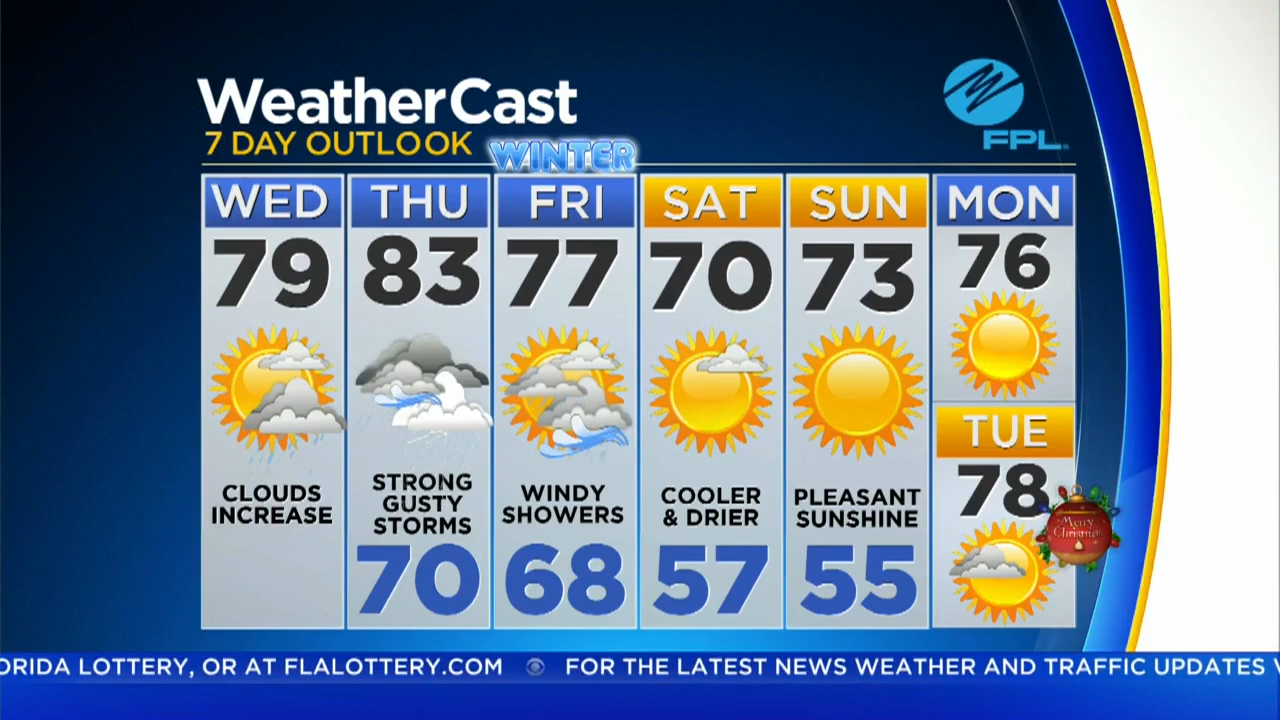 WeatherCast
7 DAY OUTLOOK
WINTER
FPL
WED
79
CLOUDS
INCREASE
THU
83
STRONG
GUSTY
STORMS
70
FRI
77
WINDY
SHOWERS
68
SAT
70
COOLER
& DRIER
57
SUN
73
PLEASANT
SUNSHINE
55
MON
76
TUE
78
Merry
Christmas
ORIDA LOTTERY, OR AT FLALOTTERY.COM FOR THE LATEST NEWS WEATHER AND TRAFFIC UPDATES V